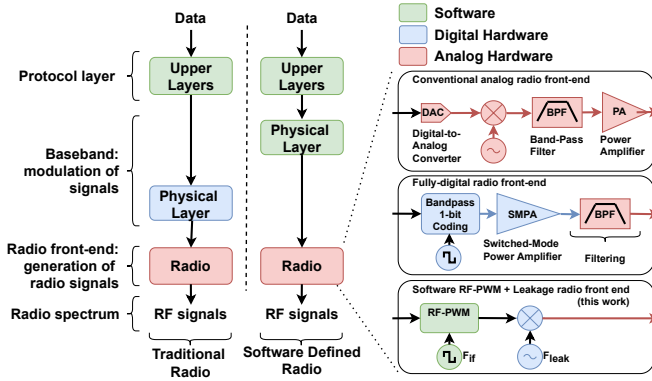 Data
Data
Software
Digital Hardware
Analog Hardware
Protocol layer
Upper
Layers
Upper
Layers
Physical
Layer
Baseband:
modulation of
signals
Physical
Layer
Radio front-end:
generation of
radio signals
Radio
Radio
Radio spectrum
RF signals
RF signals
Traditional
Radio
Software Defined
Radio
Conventional analog radio front-end
DAC
BPF
PA
Digital-to-
Analog
Converter
Band-Pass
Filter
Power
Amplifier
Fully-digital radio front-end
Bandpass
1-bit
Coding
SMPA
BPF
Switched-Mode
Power Amplifier
Filtering
Software RF-PWM + Leakage radio front end
(this work)
RF-PWM
Fif
Fleak